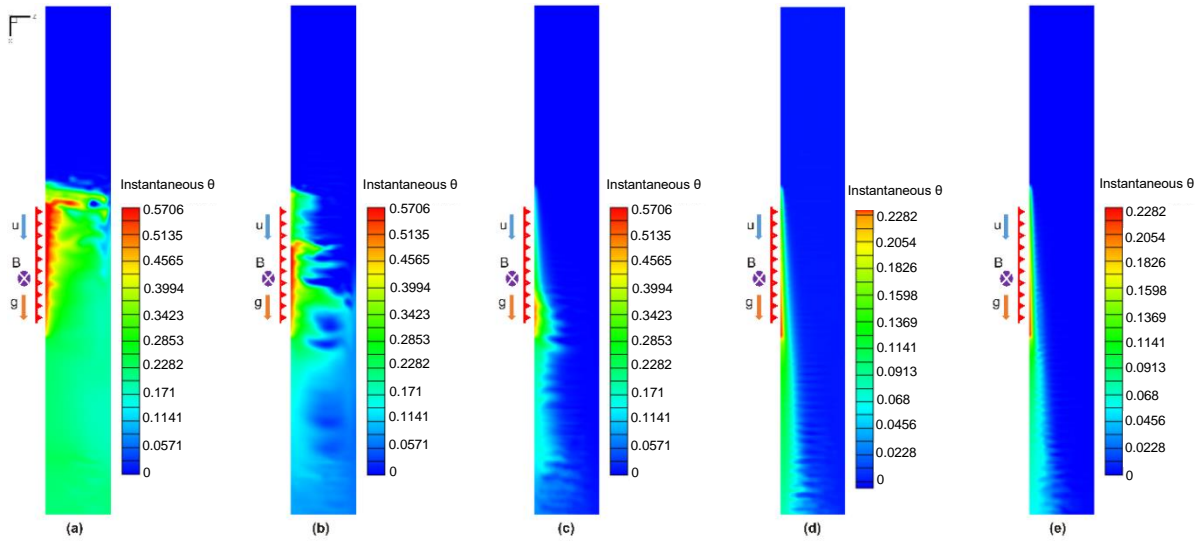 z
x
Instantaneous θ
0.5706
0.5135
0.4565
0.3994
0.3423
0.2853
0.2282
0.171
0.1141
0.0571
0
u
B
g
(a)
Instantaneous θ
0.5706
0.5135
0.4565
0.3994
0.3423
0.2853
0.2282
0.171
0.1141
0.0571
0
u
B
g
(b)
Instantaneous θ
0.5706
0.5135
0.4565
0.3994
0.3423
0.2853
0.2282
0.171
0.1141
0.0571
0
u
B
g
(c)
Instantaneous θ
0.2282
0.2054
0.1826
0.1598
0.1369
0.1141
0.0913
0.068
0.0456
0.0228
0
u
B
g
(d)
Instantaneous θ
0.2282
0.2054
0.1826
0.1598
0.1369
0.1141
0.0913
0.068
0.0456
0.0228
0
u
B
g
(e)